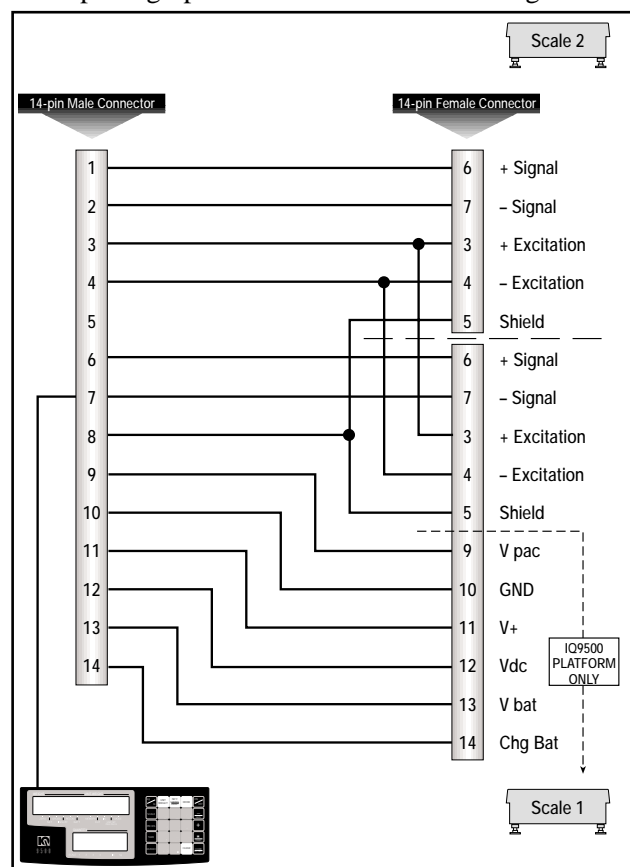 Scale 2
14-pin Male Connector 14-pin Female Connector
1 6 + Signal
2 7 – Signal
3 3 + Excitation
4 4 – Excitation
5 5 Shield
6 6 + Signal
7 7 – Signal
8 3 + Excitation
9 4 – Excitation
10 5 Shield
11 9 V pac
12 10 GND
13 11 V+
14 12 Vdc
IQ9500
PLATFORM
ONLY
13 V bat
14 Chg Bat
Scale 1